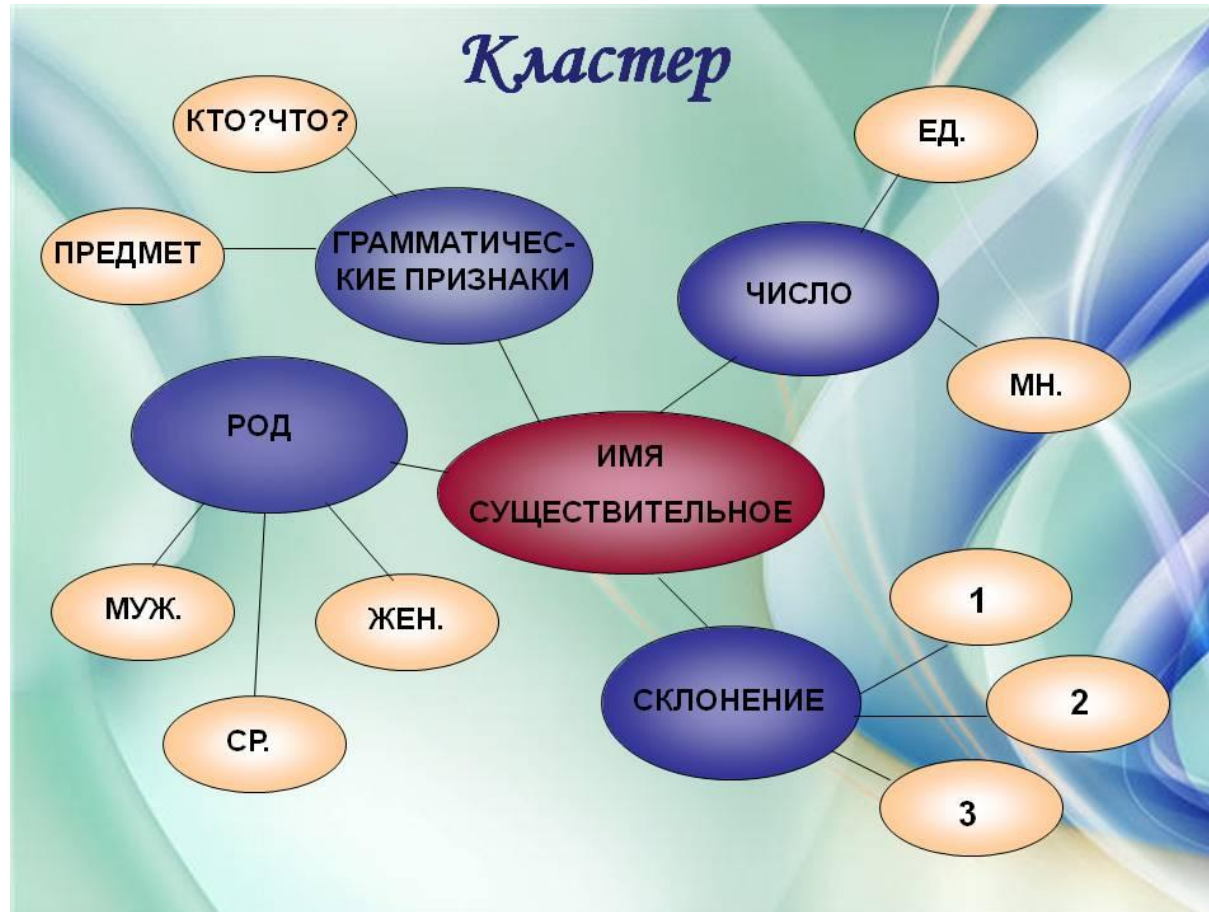 Кластер
КТО?ЧТО?
ПРЕДМЕТ
ГРАММАТИЧЕС-
КИЕ ПРИЗНАКИ
ЕД.
ЧИСЛО
МН.
РОД
МУЖ.
СР.
ЖЕН.
ИМЯ
СУЩЕСТВИТЕЛЬНОЕ
СКЛОНЕНИЕ
1
2
3